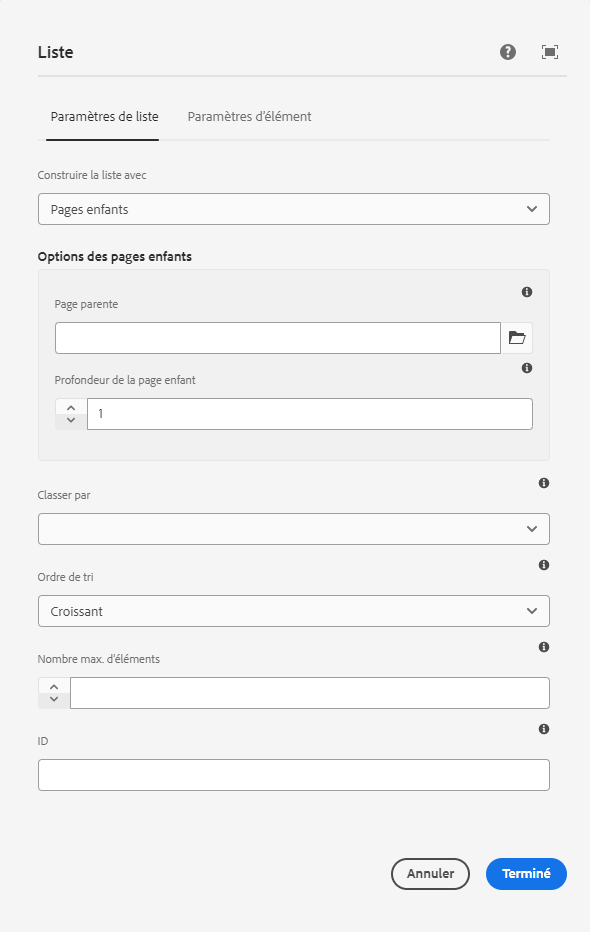 Liste
Paramètres de liste
Paramètres d'élément
Construire la liste avec
Pages enfants
Options des pages enfants
Page parente
Profondeur de la page enfant
1
Classer par
Ordre de tri
Croissant
Nombre max. d'éléments
ID
Annuler
Terminé